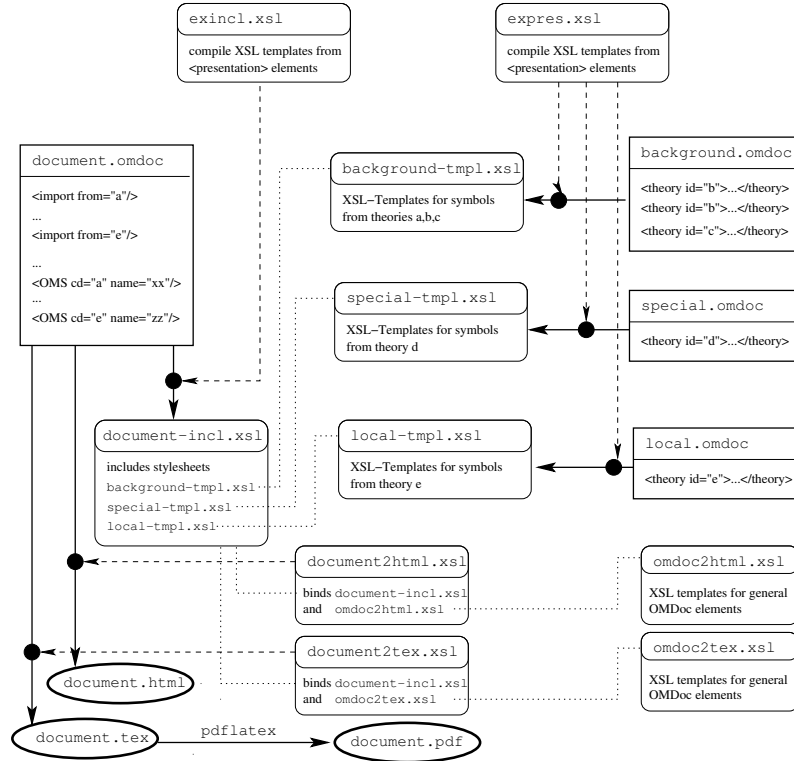 exincl.xsl
compile XSL templates from
<presentation> elements
expres.xsl
compile XSL templates from
<presentation> elements
document.omdoc
<import from="a"/>
...
<import from="e"/>
...
<OMS cd="a" name="xx"/>
...
<OMS cd="e" name="zz"/>
background-tmpl.xsl
XSL-Templates for symbols
from theories a,b,c
background.omdoc
<theory id="b">...</theory>
<theory id="b">...</theory>
<theory id="c">...</theory>
special-tmpl.xsl
XSL-Templates for symbols
from theory d
special.omdoc
<theory id="d">...</theory>
document-incl.xsl
includes stylesheets
background-tmpl.xsl
special-tmpl.xsl
local-tmpl.xsl
local-tmpl.xsl
XSL-Templates for symbols
from theory e
local.omdoc
<theory id="e">...</theory>
document2html.xsl
binds document-incl.xsl
and omdoc2html.xsl
omdoc2html.xsl
XSL templates for general
OMDoc elements
document2tex.xsl
binds document-incl.xsl
and omdoc2tex.xsl
omdoc2tex.xsl
XSL templates for general
OMDoc elements
document.html
document.tex
pdflatex
document.pdf